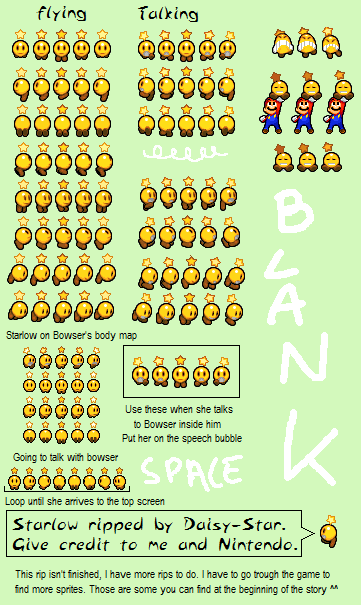 flying
Talking
BLANK
Starlow on Bowser's body map
Use these when she talks
to Bowser inside him
Put her on the speech bubble
Going to talk with bowser
SPACE
Loop until she arrives to the top screen
Starlow ripped by Daisy-Star.
Give credit to me and Nintendo.
This rip isn't finished, I have more rips to do. I have to go trough the game to
find more sprites. Those are some you can find at the beginning of the story ^^